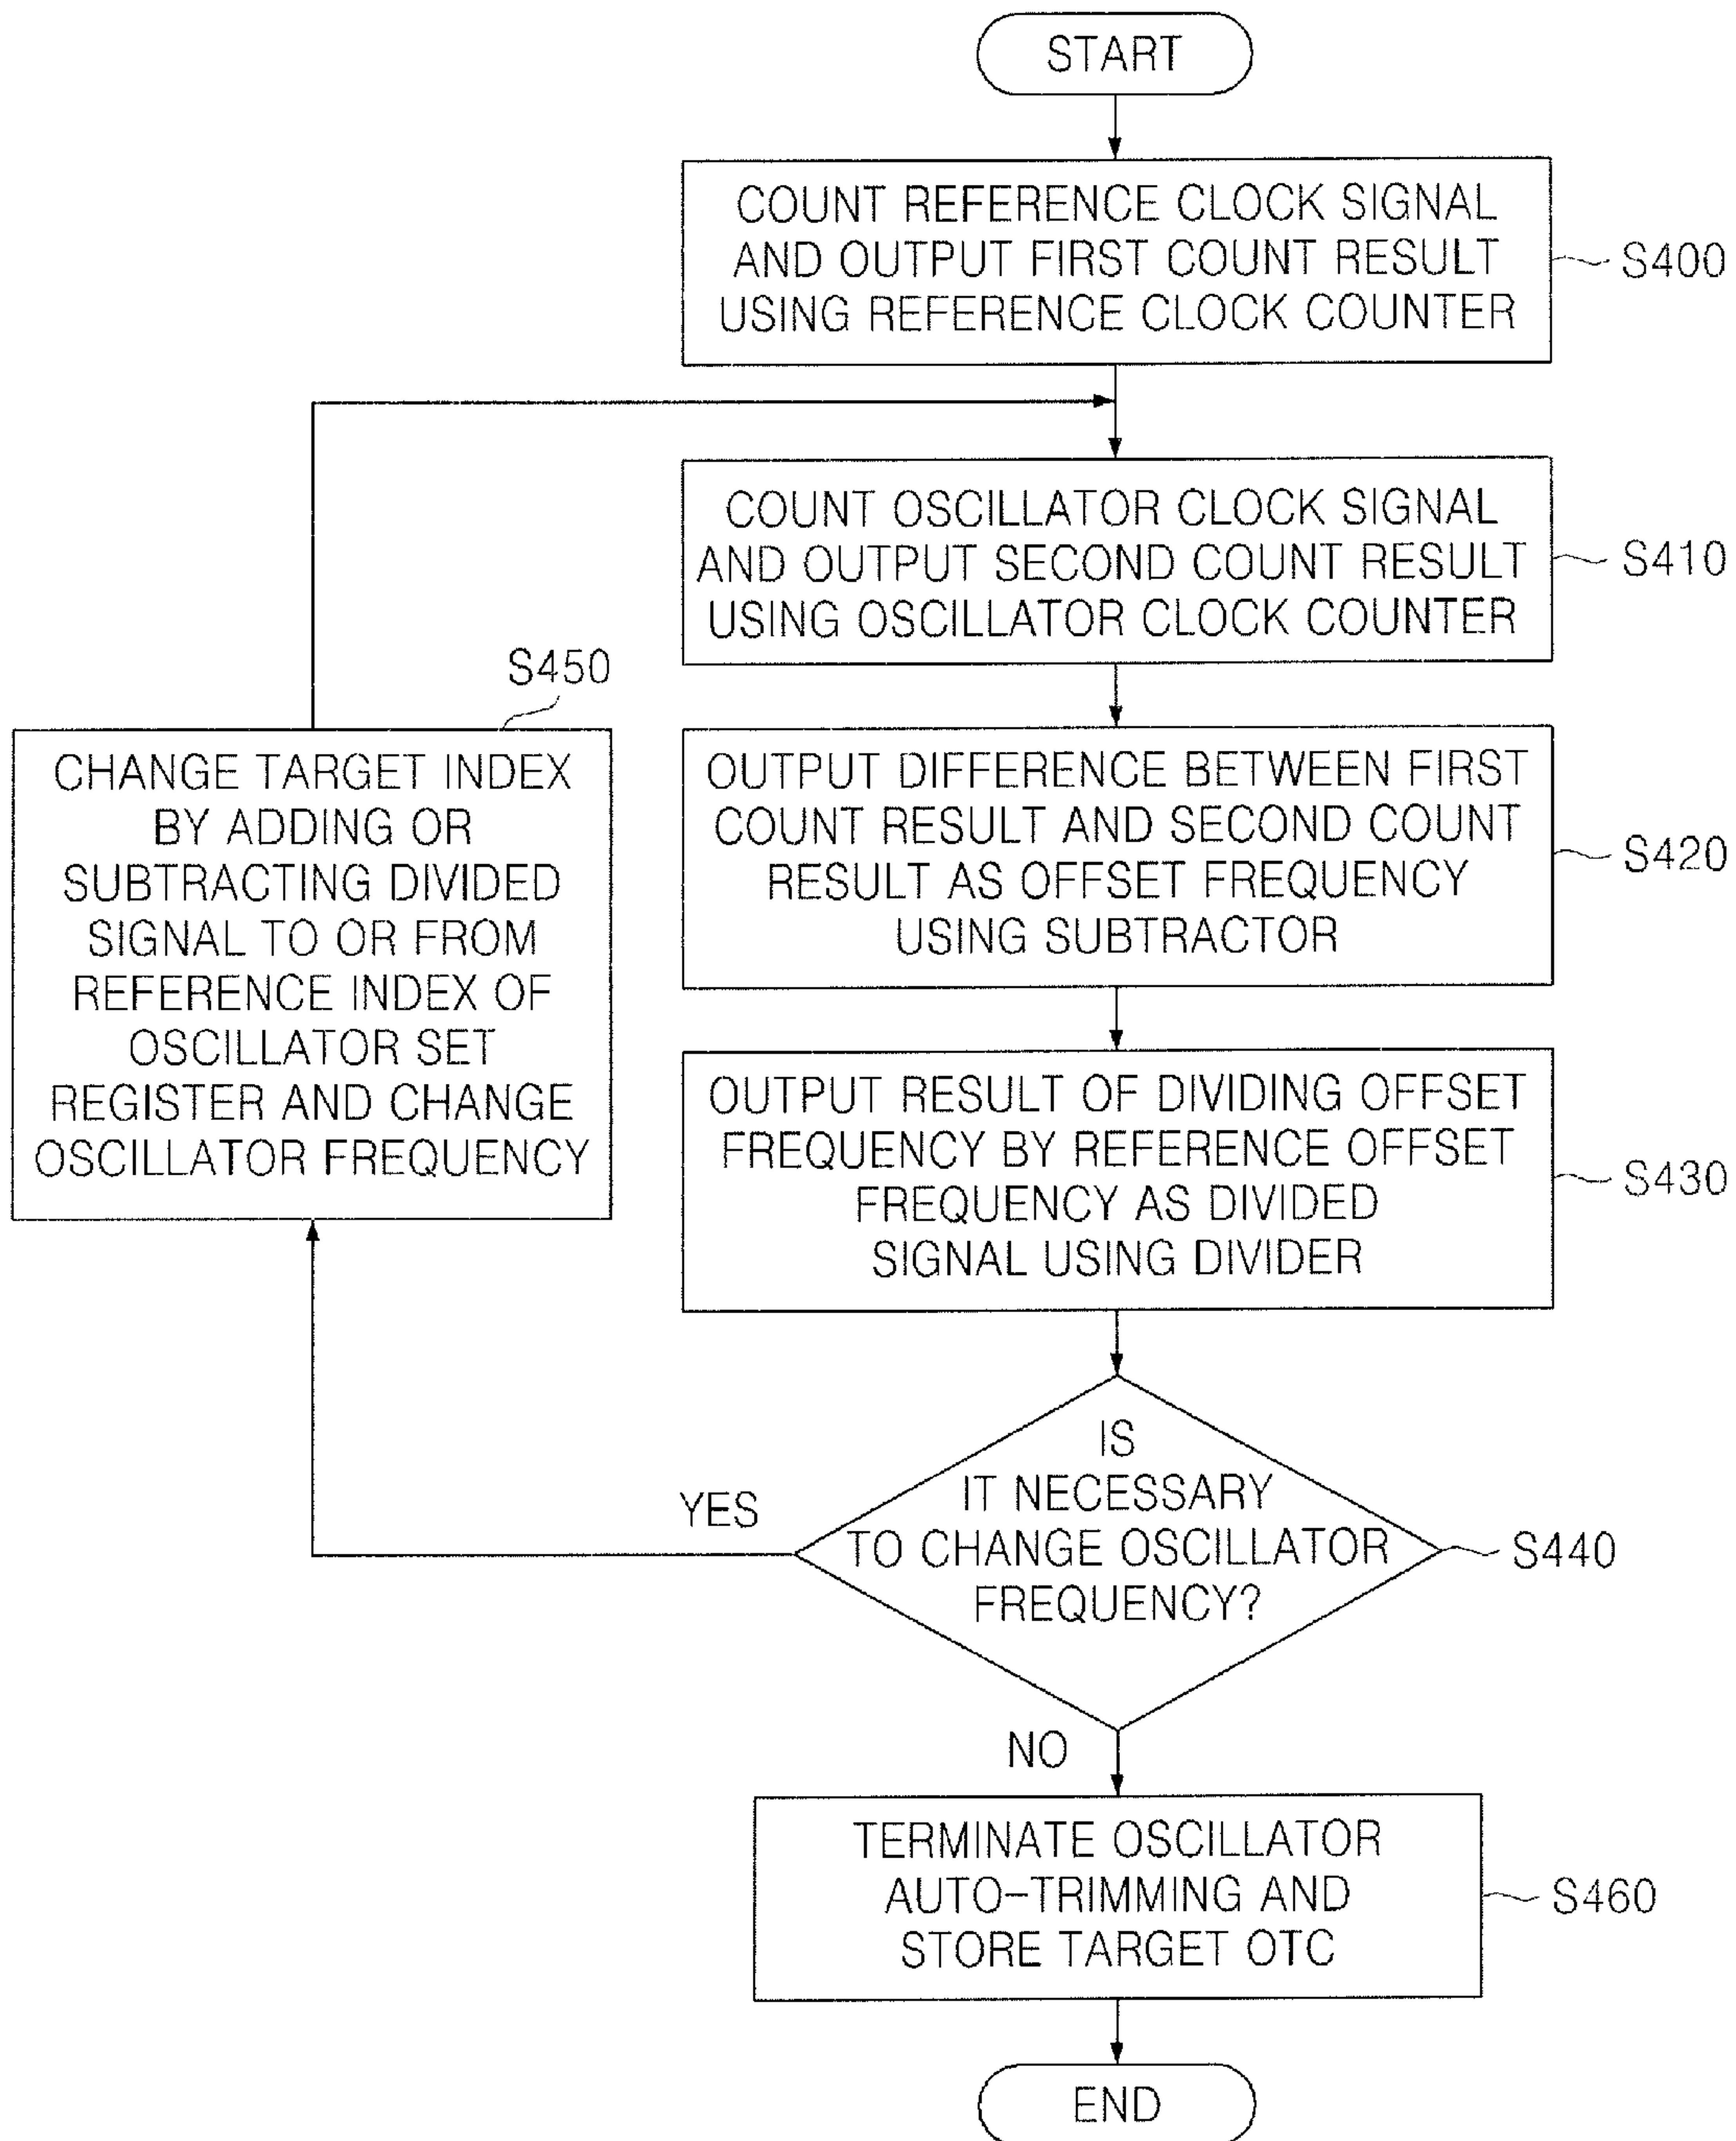 START
COUNT REFERENCE CLOCK SIGNAL
AND OUTPUT FIRST COUNT RESULT
USING REFERENCE CLOCK COUNTER
S400
COUNT OSCILLATOR CLOCK SIGNAL
AND OUTPUT SECOND COUNT RESULT
USING OSCILLATOR CLOCK COUNTER
S410
OUTPUT DIFFERENCE BETWEEN FIRST
COUNT RESULT AND SECOND COUNT
RESULT AS OFFSET FREQUENCY
USING SUBTRACTOR
S420
OUTPUT RESULT OF DIVIDING OFFSET
FREQUENCY BY REFERENCE OFFSET
FREQUENCY AS DIVIDED
SIGNAL USING DIVIDER
S430
IS
IT NECESSARY
TO CHANGE OSCILLATOR
FREQUENCY?
S440
YES
S450
CHANGE TARGET INDEX
BY ADDING OR
SUBTRACTING DIVIDED
SIGNAL TO OR FROM
REFERENCE INDEX OF
OSCILLATOR SET
REGISTER AND CHANGE
OSCILLATOR FREQUENCY
NO
TERMINATE OSCILLATOR
AUTO-TRIMMING AND
STORE TARGET OTC
S460
END